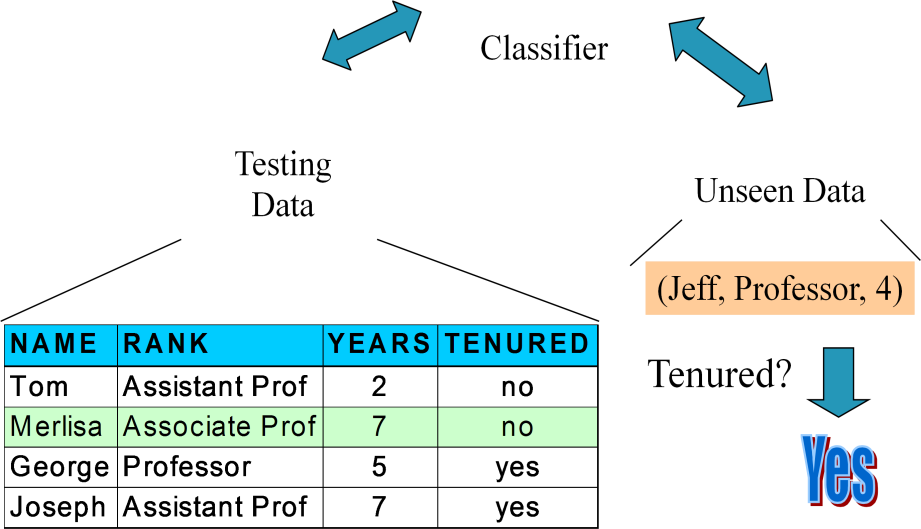 Classifier
Testing
Data
Unseen Data
(Jeff, Professor, 4)
NAME RANK YEARS TENURED
Tom Assistant Prof 2 no
Merlisa Associate Prof 7 no
George Professor 5 yes
Joseph Assistant Prof 7 yes
Tenured?
Yes